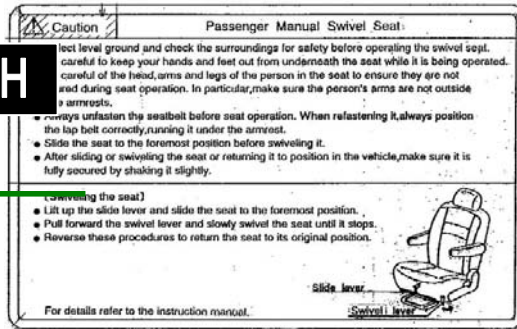 Caution Passenger Manual Swivel Seat
lect level ground and check the surroundings for safety before operating the swivel seat.
careful to keep your hands and feet out from underneath the seat while it is being operated.
H careful of the head,arms and legs of the person in the seat to ensure they are not
ured during seat operation. In particular,make sure the person's arms are not outside
armrests.
● Always unfasten the seatbelt before seat operation. When refastening it,always position
the lap belt correctly,running it under the armrest.
● Slide the seat to the foremost position before swiveling it.
● After sliding or swiveling the seat or returning it to position in the vehicle,make sure it is
fully secured by shaking it slightly.
[Swiveling the seat]
● Lift up the slide lever and slide the seat to the foremost position.
● Pull forward the swivel lever and slowly swivel the seat until it stops.
● Reverse these procedures to return the seat to its original position.
Slide lever
Swivel lever
For details refer to the instruction manual.